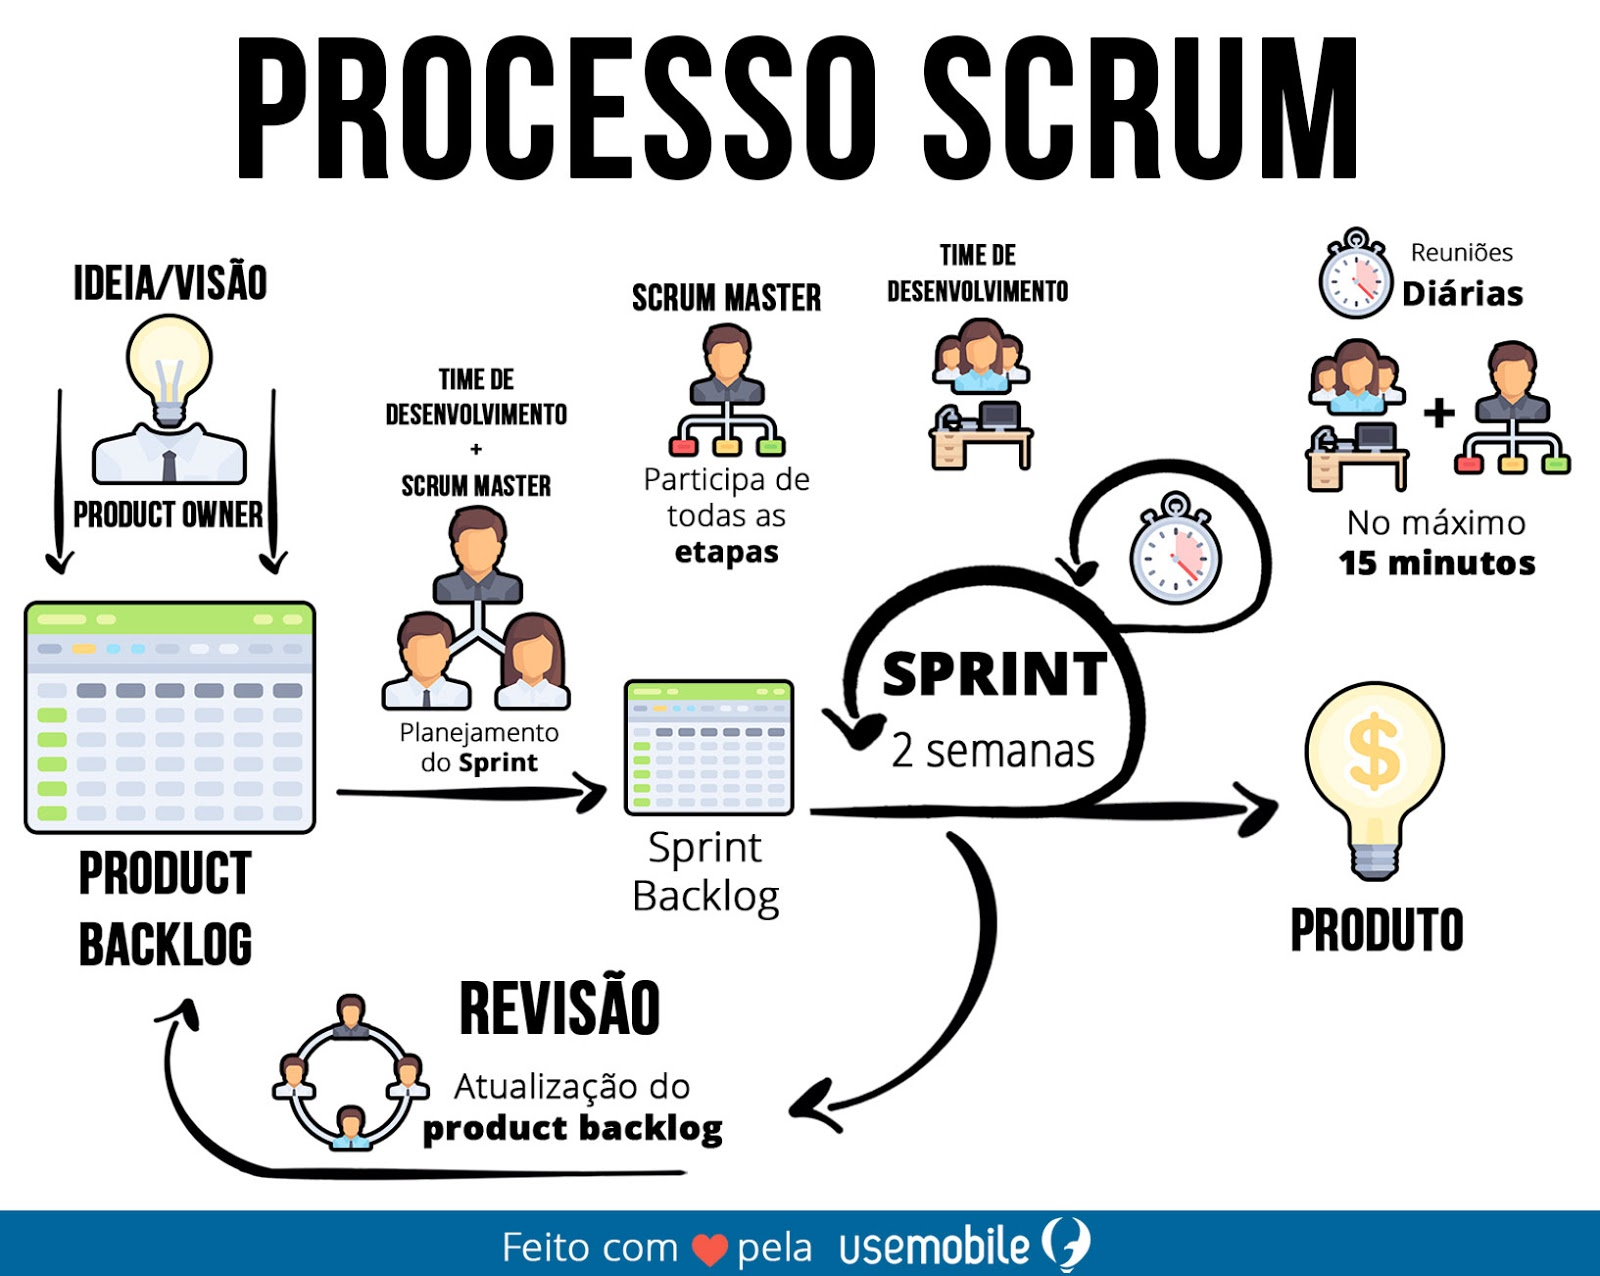 PROCESSO SCRUM
IDEIA/VISÃO
PRODUCT OWNER
PRODUCT
BACKLOG
TIME DE
DESENVOLVIMENTO
+
SCRUM MASTER
Planejamento
do Sprint
SCRUM MASTER
Participa de
todas as
etapas
Sprint
Backlog
TIME DE
DESENVOLVIMENTO
SPRINT
2 semanas
Reuniões
Diárias
+
No máximo
15 minutos
$
PRODUTO
REVISÃO
Atualização do
product backlog
Feito com ❤ pela usemobile